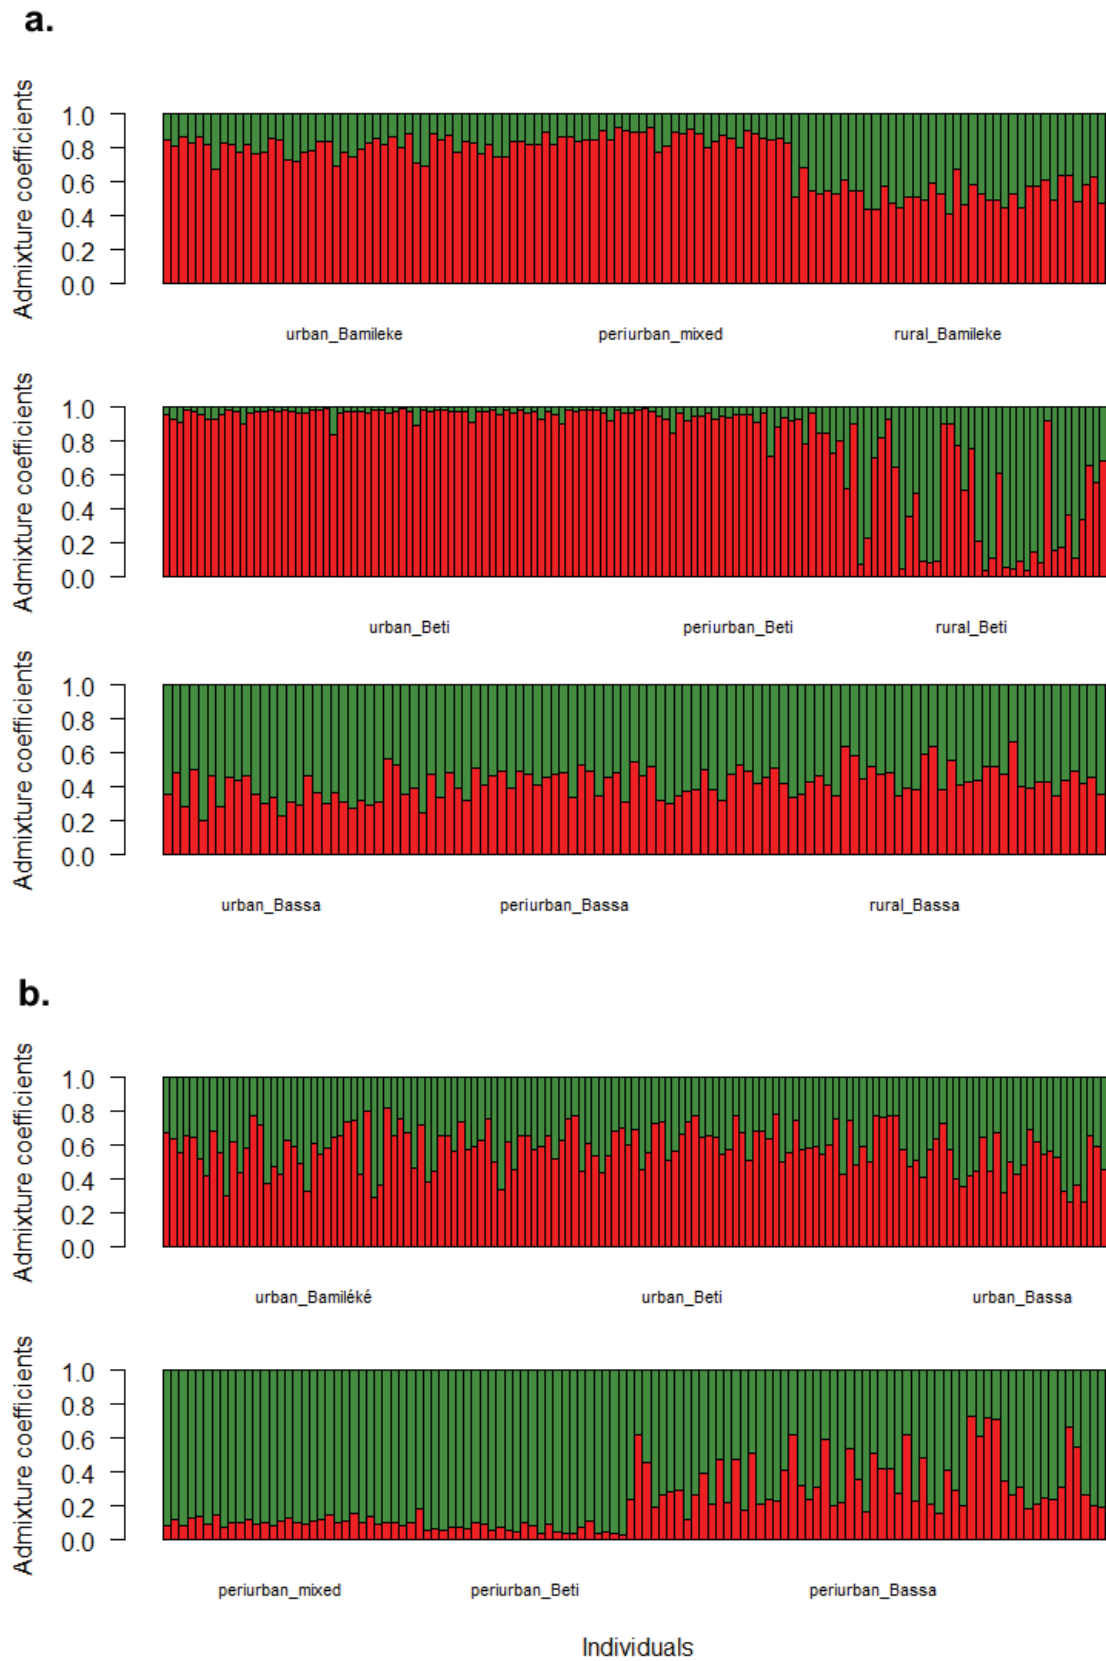 a.
Admixture coefficients
1.0
0.8
0.6
0.4
0.2
0.0
urban_Bamileke periurban_mixed rural_Bamileke
Admixture coefficients
1.0
0.8
0.6
0.4
0.2
0.0
urban_Beti periurban_Beti rural_Beti
Admixture coefficients
1.0
0.8
0.6
0.4
0.2
0.0
urban_Bassa periurban_Bassa rural_Bassa
b.
Admixture coefficients
1.0
0.8
0.6
0.4
0.2
0.0
urban_Bamiléké urban_Beti urban_Bassa
Admixture coefficients
1.0
0.8
0.6
0.4
0.2
0.0
periurban_mixed periurban_Beti periurban_Bassa
Individuals